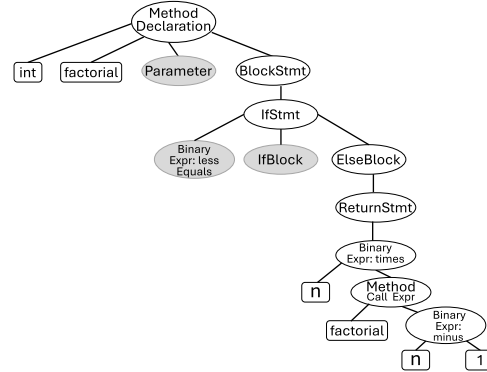 Method
Declaration
int
factorial
Parameter
BlockStmt
IfStmt
Binary
Expr: less
Equals
IfBlock
ElseBlock
ReturnStmt
Binary
Expr: times
n
Method
Call Expr
factorial
Binary
Expr:
minus
n
1